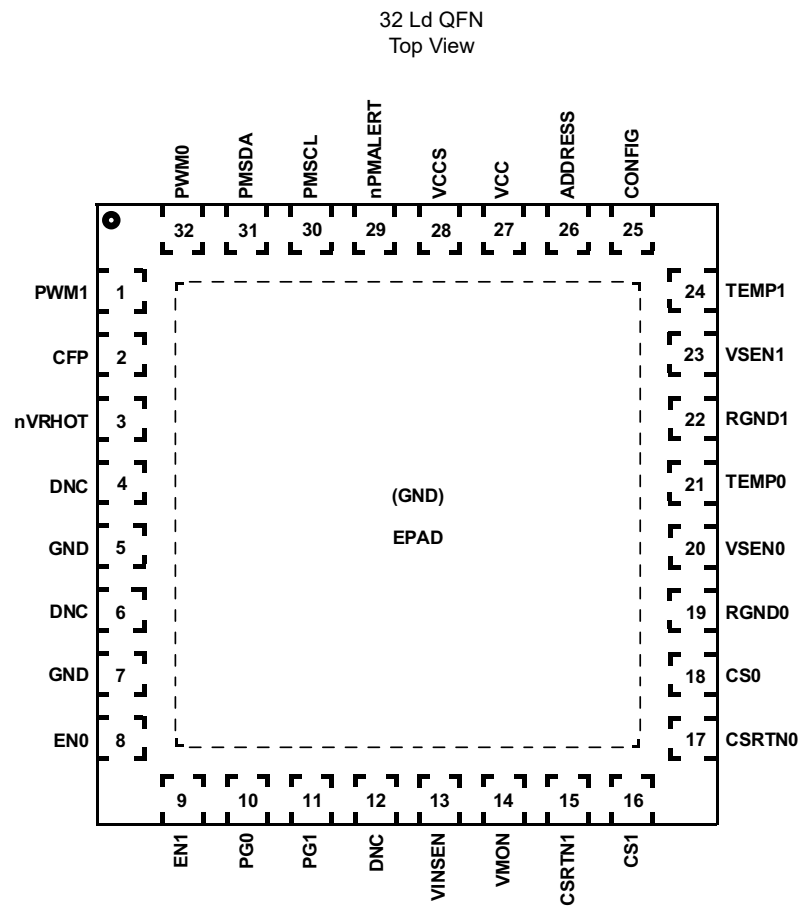 32 Ld QFN
Top View
PWM0
PMSDA
PMSCL
nPMALERT
VCCS
VCC
ADDRESS
CONFIG
32 31 30 29 28 27 26 25
PWM1 1 24 TEMP1
CFP 2 23 VSEN1
nVRHOT 3 22 RGND1
DNC 4 21 TEMP0
(GND)
EPAD
GND 5 20 VSEN0
DNC 6 19 RGND0
GND 7 18 CS0
EN0 8 17 CSRTN0
9 10 11 12 13 14 15 16
EN1
PG0
PG1
DNC
VINSEN
VMON
CSRTN1
CS1